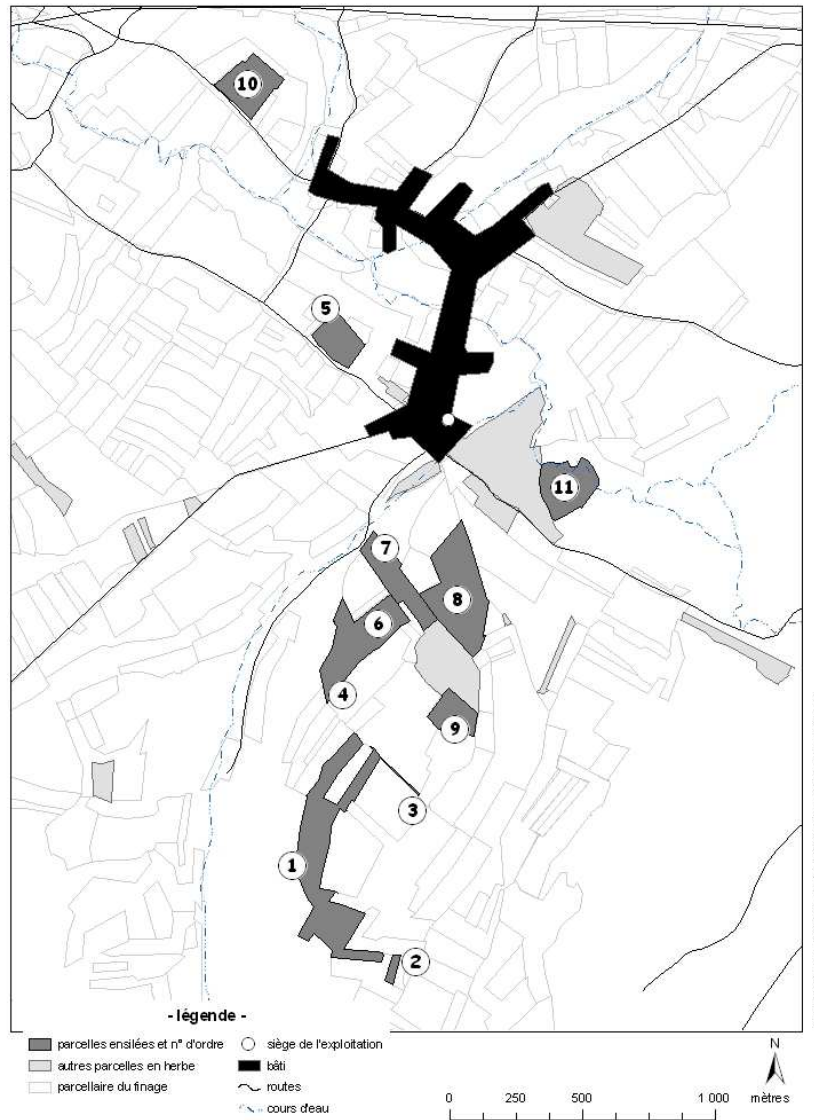 10
5
11
7
8
6
4
9
3
1
2
- légende -
parcelles ensilées et n° d'ordre
siège de l'exploitation
autres parcelles en herbe
bâti
parcellaire du finage
routes
cours d'eau
N
0 250 500 1 000 mètres